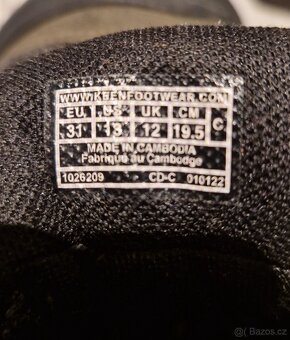 WWW.KEENFOOTWEAR.COM
EU US UK CM C
31 13 12 19.5
MADE IN CAMBODIA
Fabriqué au Cambodge
1026209 CD-C 010122
Bazos.cz